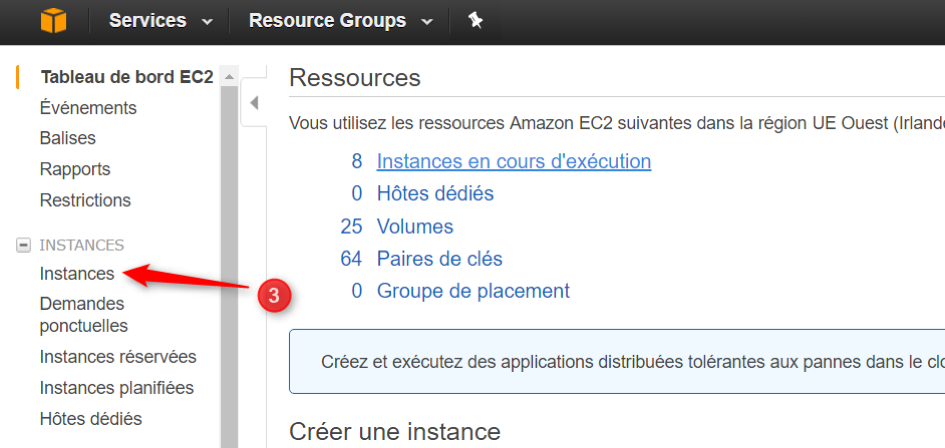 Services
Resource Groups
Tableau de bord EC2
Événements
Balises
Rapports
Restrictions
INSTANCES
Instances
Demandes
ponctuelles
Instances réservées
Instances planifiées
Hôtes dédiés
3
Ressources
Vous utilisez les ressources Amazon EC2 suivantes dans la région UE Ouest (Irlande
8 Instances en cours d'exécution
0 Hôtes dédiés
25 Volumes
64 Paires de clés
0 Groupe de placement
Créez et exécutez des applications distribuées tolérantes aux pannes dans le clo
Créer une instance